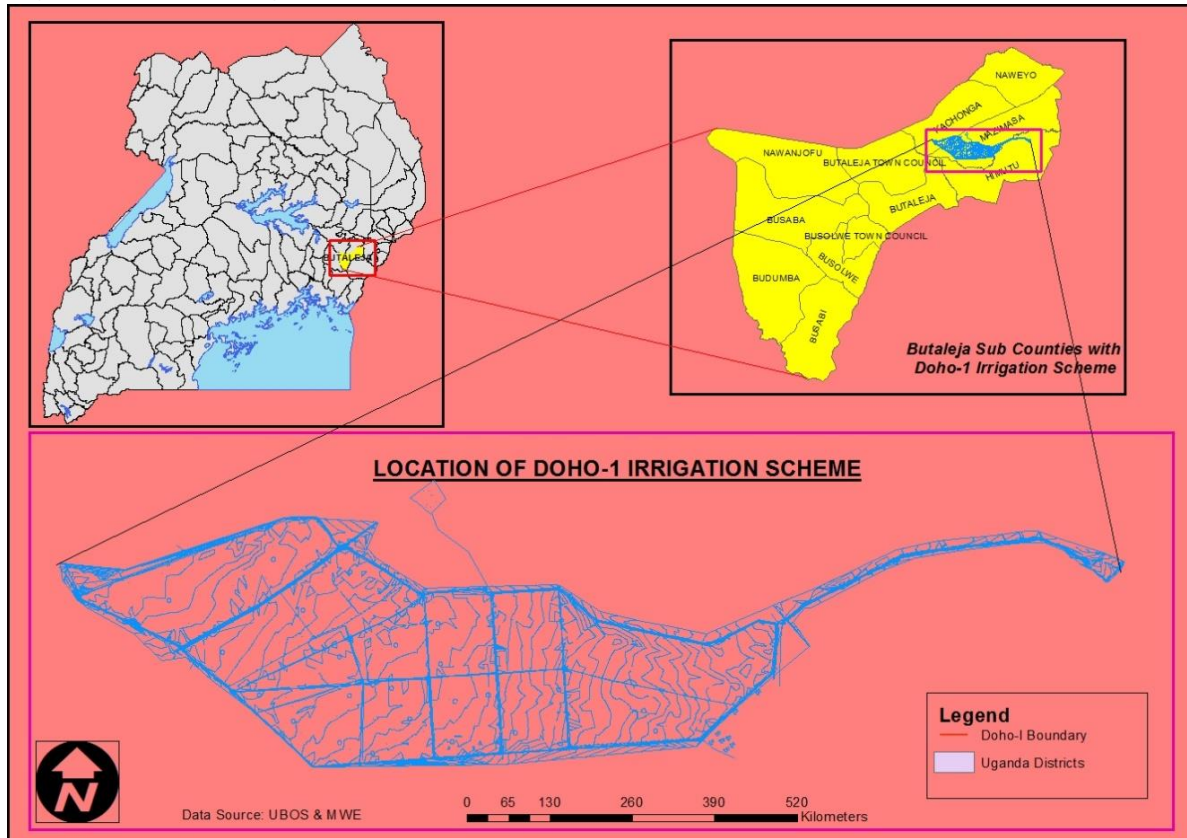 BUTALEJA
NAWEYO
KACHONGA
MAZIMASA
NAWANJOFU
BUTALEJA TOWN COUNCIL
HIMUTU
BUTALEJA
BUSABA
BUSOLWE TOWN COUNCIL
BUSOLWE
BUDUMBA
BUSABI
Butaleja Sub Counties with
Doho-1 Irrigation Scheme
LOCATION OF DOHO-1 IRRIGATION SCHEME
Legend
Doho-I Boundary
Uganda Districts
N
Data Source: UBOS & MWE
0 65 130 260 390 520
Kilometers